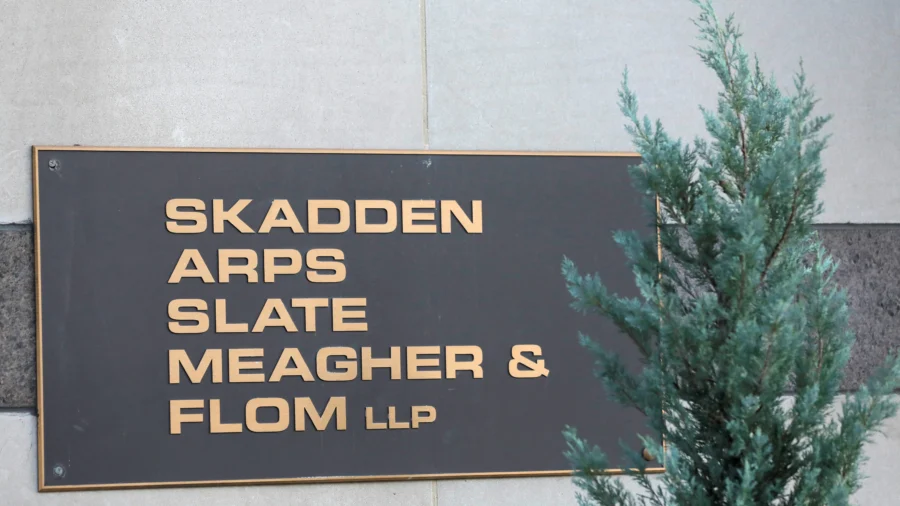 SKADDEN
ARPS
SLATE
MEAGHER &
FLOM LLP